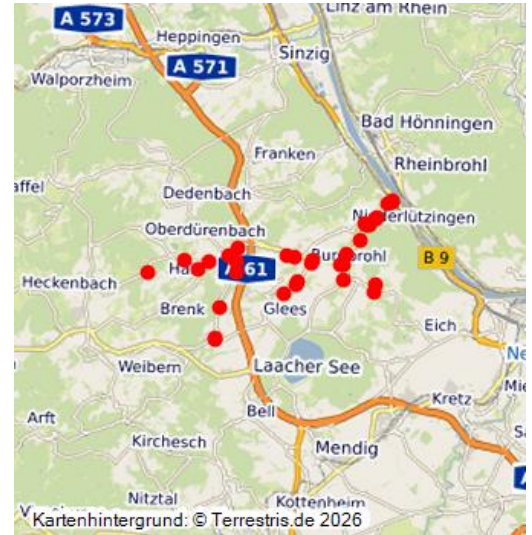 Linz am Rhein
A 573
Heppingen
Sinzig
A 571
Walporzheim
Bad Hönningen
Franken
Rheinbrohl
Dedenbach
Niederlützingen
Oberdürenbach
B 9
Heckenbach
Brenk
Glees
Eich
Laacher See
Weibern
Kretz
Bell
Arft
Kirchesch
Mendig
Nitztal
Kottenheim
Kartenhintergrund: © Terrestris.de 2026